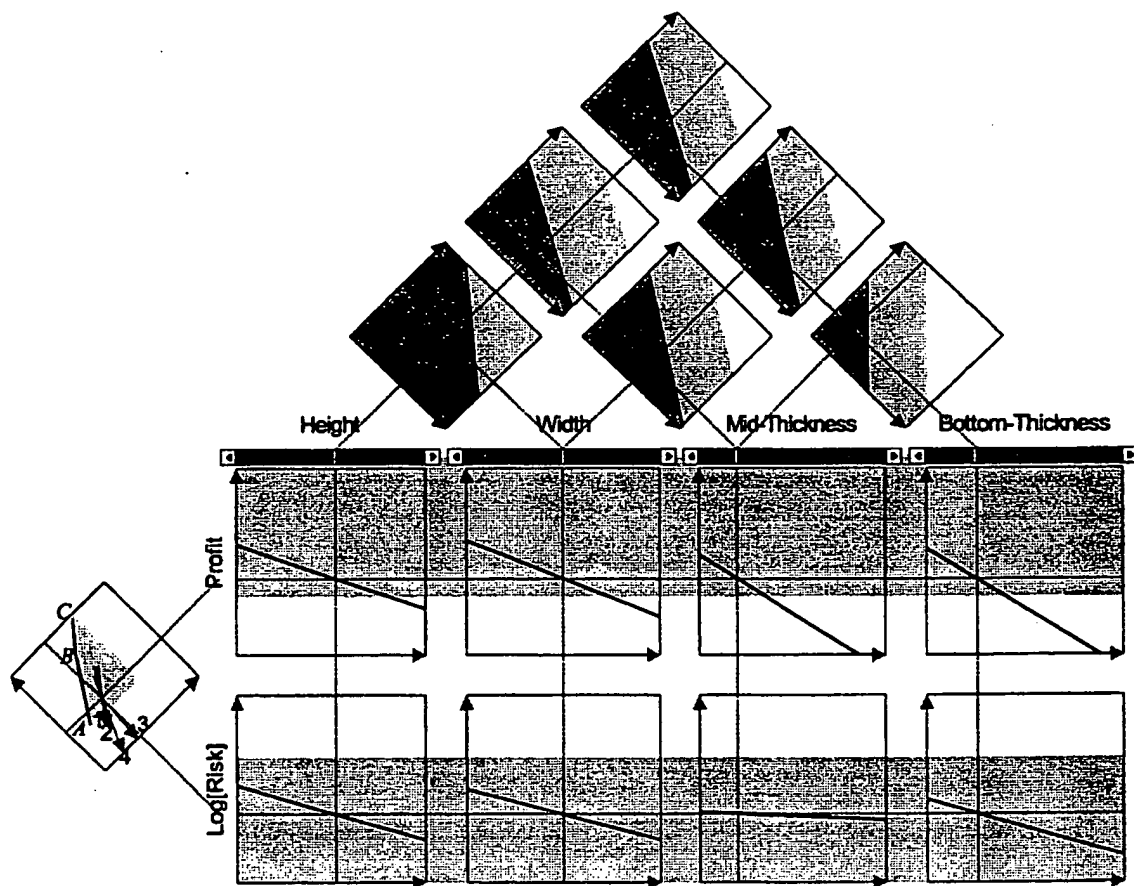 Height
Width
Mid-Thickness
Bottom-Thickness
Profit
C
B
A
3
2
4
Log[Risk]